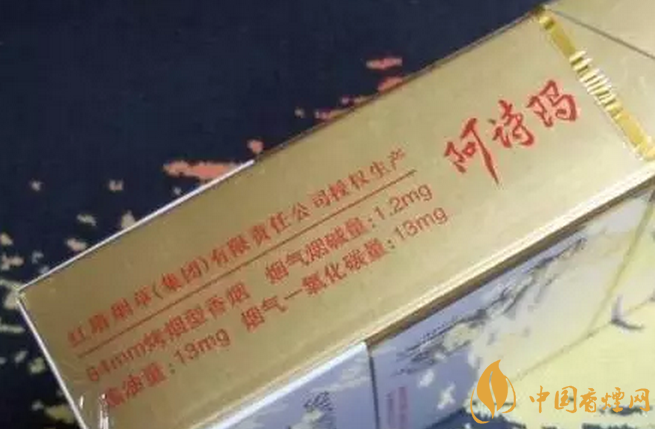 阿诗玛
红塔烟草(集团)有限责任公司授权生产
84mm烤烟型香烟 烟气烟碱量:1.2mg
焦油量:13mg 烟气一氧化碳量:13mg
中国香煙网